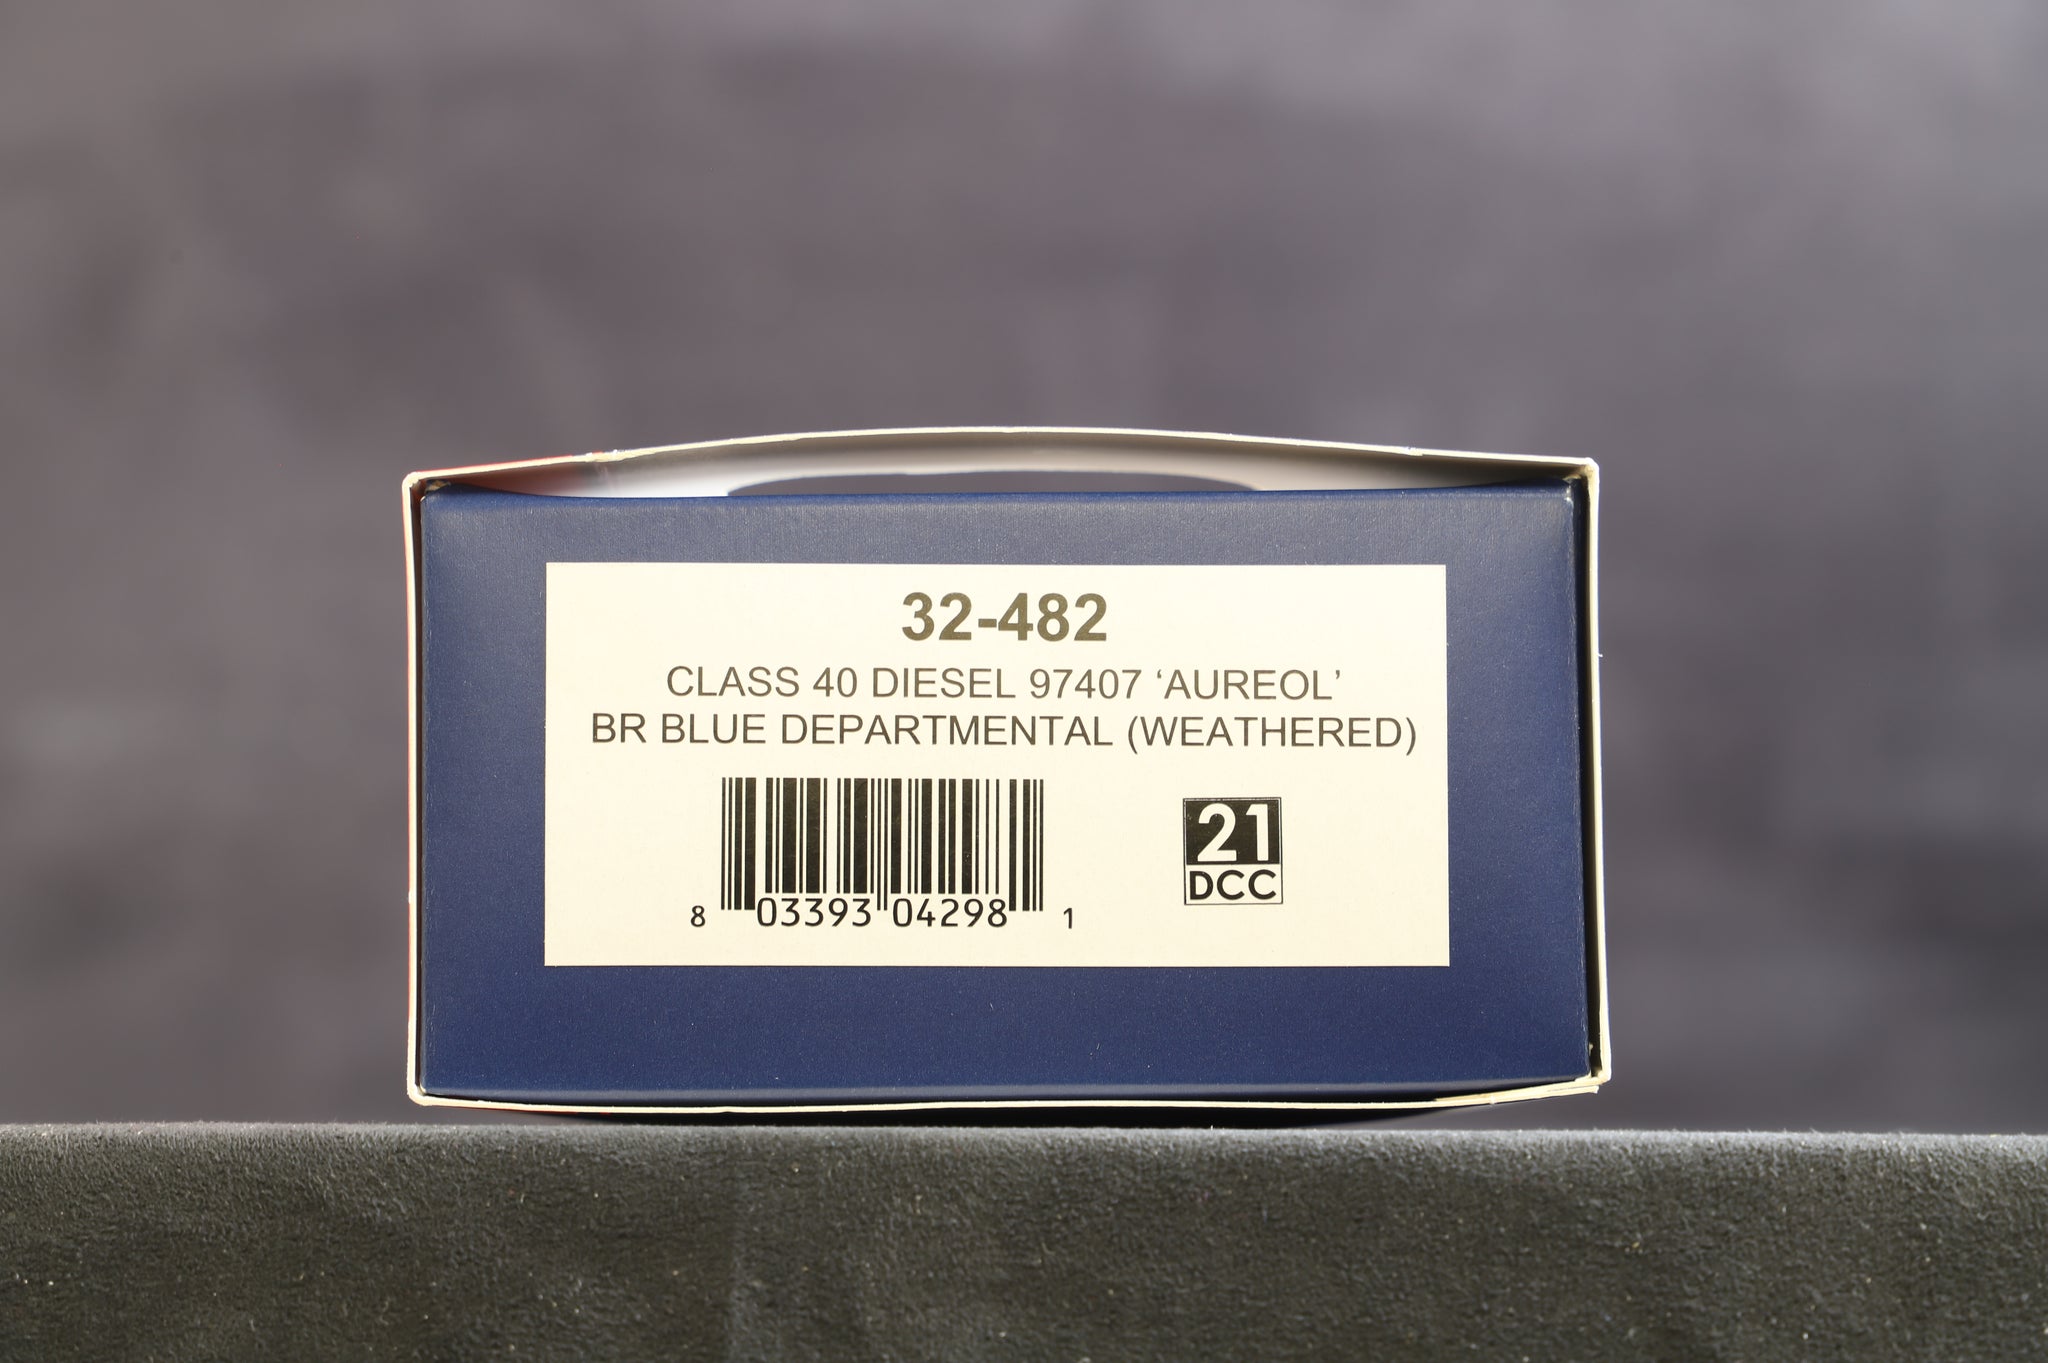 32-482
CLASS 40 DIESEL 97407 ‘AUREOL’
BR BLUE DEPARTMENTAL (WEATHERED)
21
DCC
8 03393 04298 1